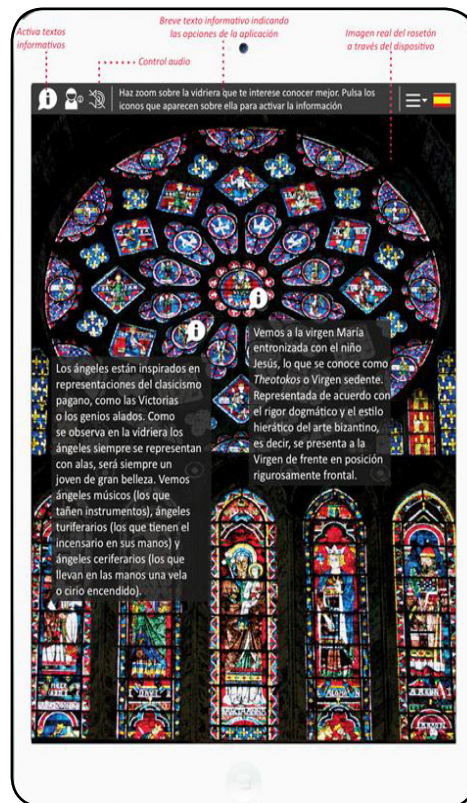 Activa textos
informativos
Breve texto informativo indicando
las opciones de la aplicación
Imagen real del rosetón
a través del dispositivo
Control audio
Haz zoom sobre la vidriera que te interese conocer mejor. Pulsa los
iconos que aparecen sobre ella para activar la información
Los ángeles están inspirados en
representaciones del clasicismo
pagano, como las Victorias
o los genios alados. Como
se observa en la vidriera los
ángeles siempre se representan
con alas, será siempre un
joven de gran belleza. Vemos
ángeles músicos (los que
tañen instrumentos), ángeles
turiferarios (los que tienen el
incensario en sus manos) y
ángeles ceriferarios (los que
llevan en las manos una vela
o cirio encendido).
Vemos a la virgen María
entronizada con el niño
Jesús, lo que se conoce como
Theotokos o Virgen sedente.
Representada de acuerdo con
el rigor dogmático y el estilo
hierático del arte bizantino,
es decir, se presenta a la
Virgen de frente en posición
rigurosamente frontal.